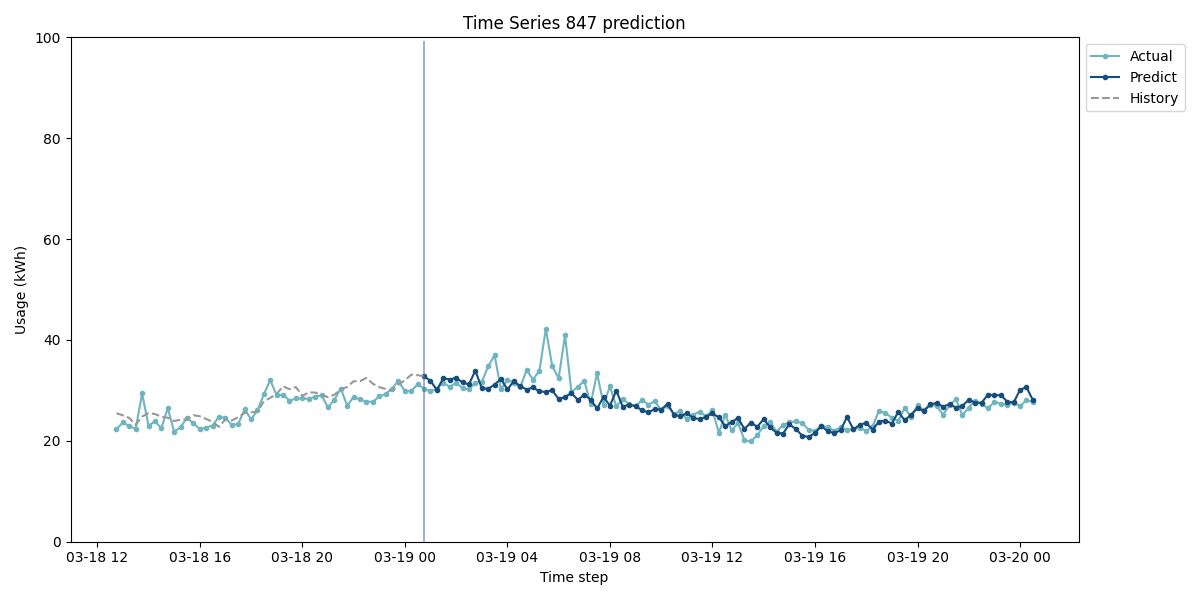 Time Series 847 prediction
100
80
60
40
20
0
Usage (kWh)
03-18 12
03-18 16
03-18 20
03-19 00
03-19 04
03-19 08
03-19 12
03-19 16
03-19 20
03-20 00
Time step
Actual
Predict
History